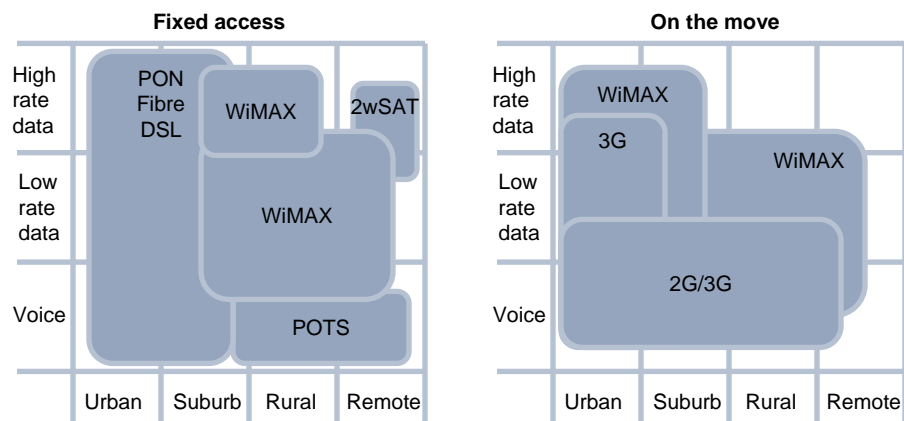 Fixed access
High
rate
data
Low
rate
data
Voice
PON
Fibre
DSL
WiMAX
2wSAT
WiMAX
POTS
Urban
Suburb
Rural
Remote
On the move
High
rate
data
Low
rate
data
Voice
WiMAX
3G
WiMAX
2G/3G
Urban
Suburb
Rural
Remote